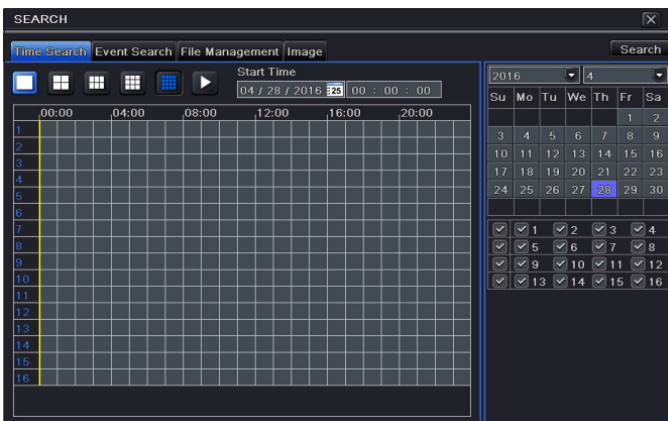 SEARCH
Time Search Event Search File Management Image Search
Start Time
04 / 28 / 2016 25 00 : 00 : 00
00:00 04:00 08:00 12:00 16:00 20:00
1
2
3
4
5
6
7
8
9
10
11
12
13
14
15
16
2016 4
Su Mo Tu We Th Fr Sa
1 2
3 4 5 6 7 8 9
10 11 12 13 14 15 16
17 18 19 20 21 22 23
24 25 26 27 28 29 30
1 2 3 4
5 6 7 8
9 10 11 12
13 14 15 16